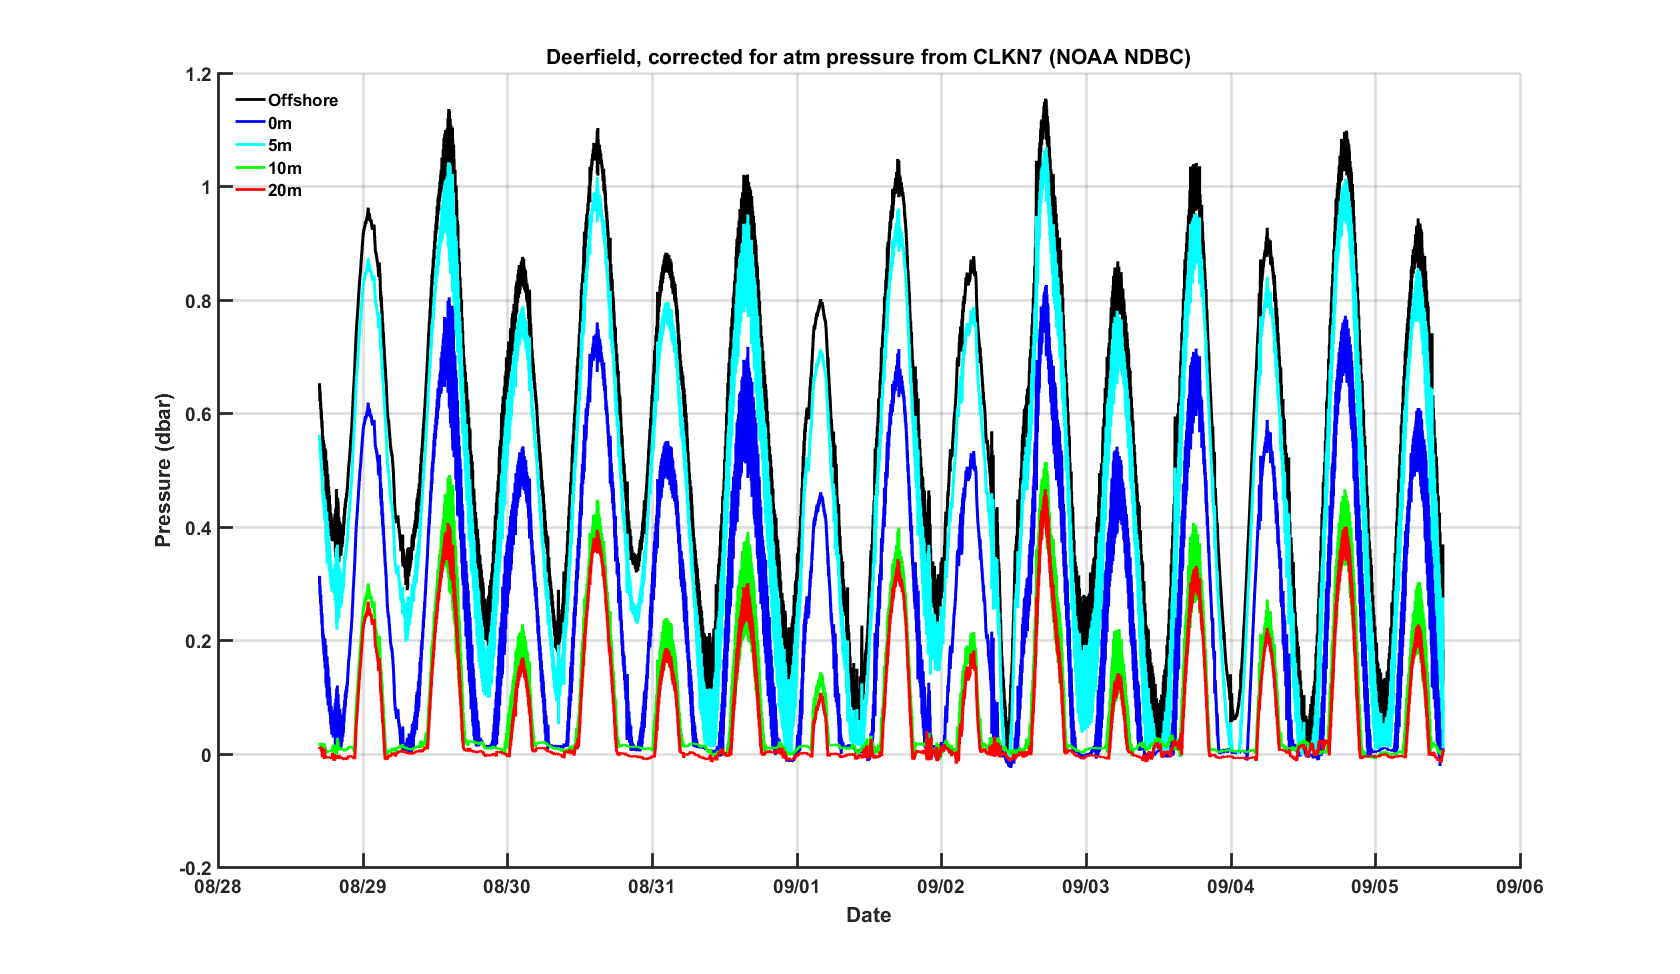 Deerfield, corrected for atm pressure from CLKN7 (NOAA NDBC)
1.2
1
0.8
0.6
0.4
0.2
0
-0.2
Pressure (dbar)
Offshore
0m
5m
10m
20m
08/28 08/29 08/30 08/31 09/01 09/02 09/03 09/04 09/05 09/06
Date